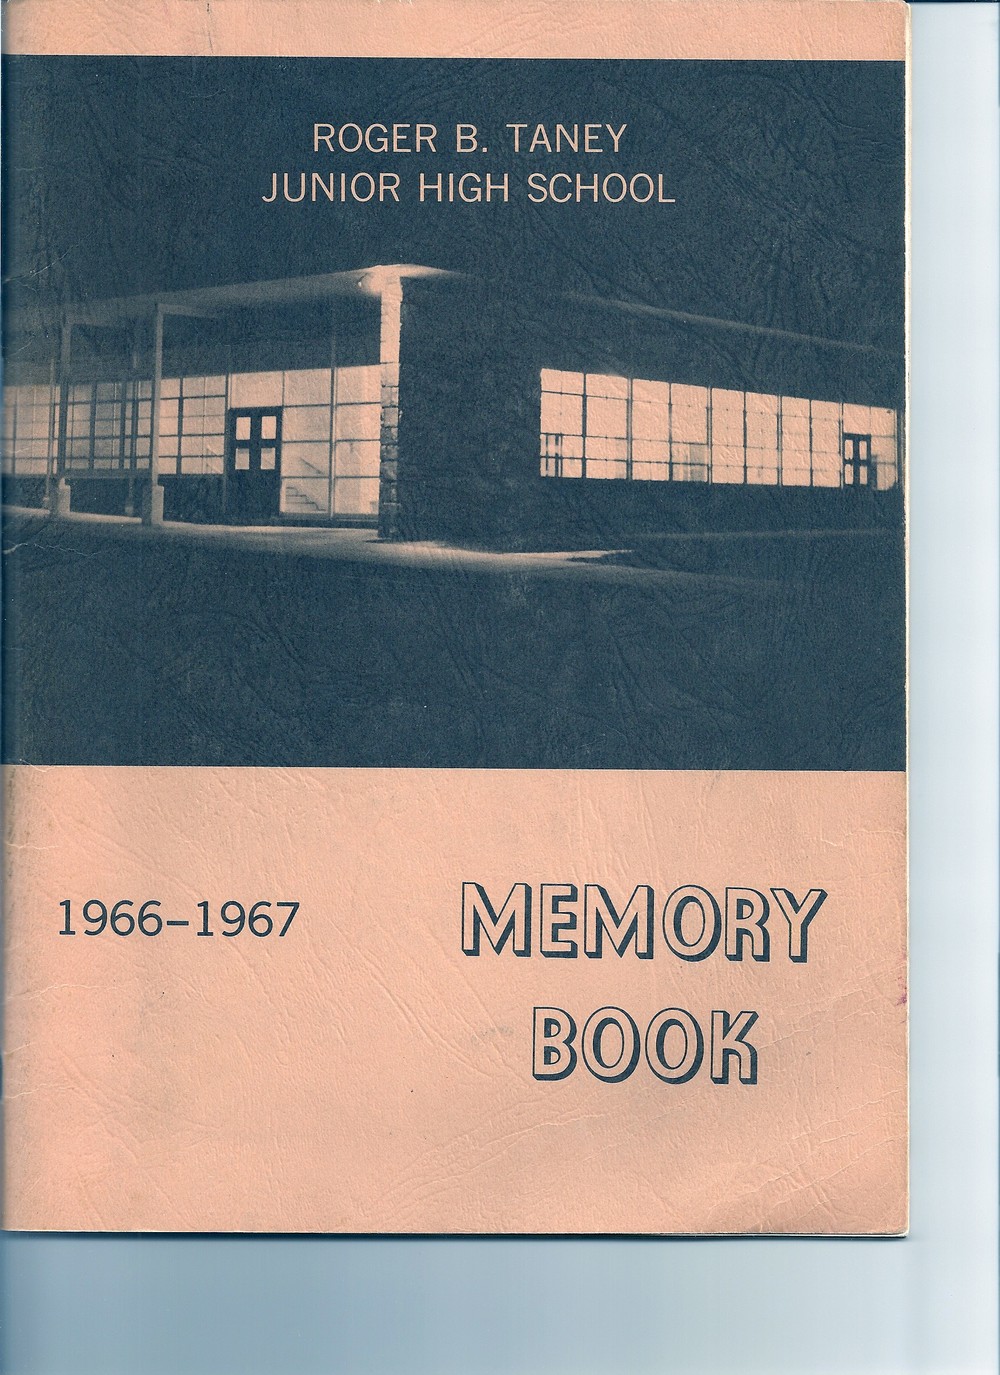 ROGER B. TANEY
JUNIOR HIGH SCHOOL
1966-1967
MEMORY
BOOK